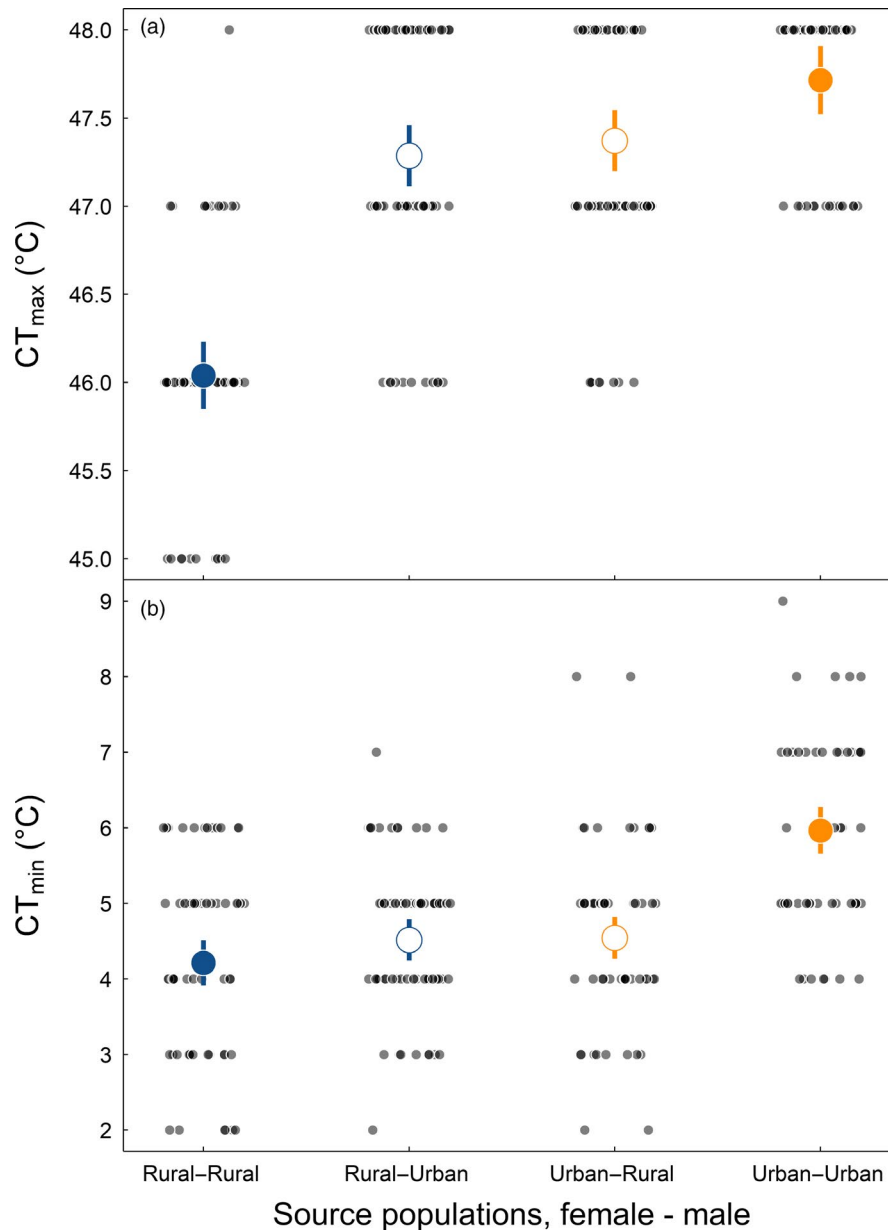 (a)
48.0
47.5
47.0
46.5
46.0
45.5
45.0
CTmax (°C)
(b)
9
8
7
6
5
4
3
2
CTmin (°C)
Rural–Rural Rural–Urban Urban–Rural Urban–Urban
Source populations, female - male